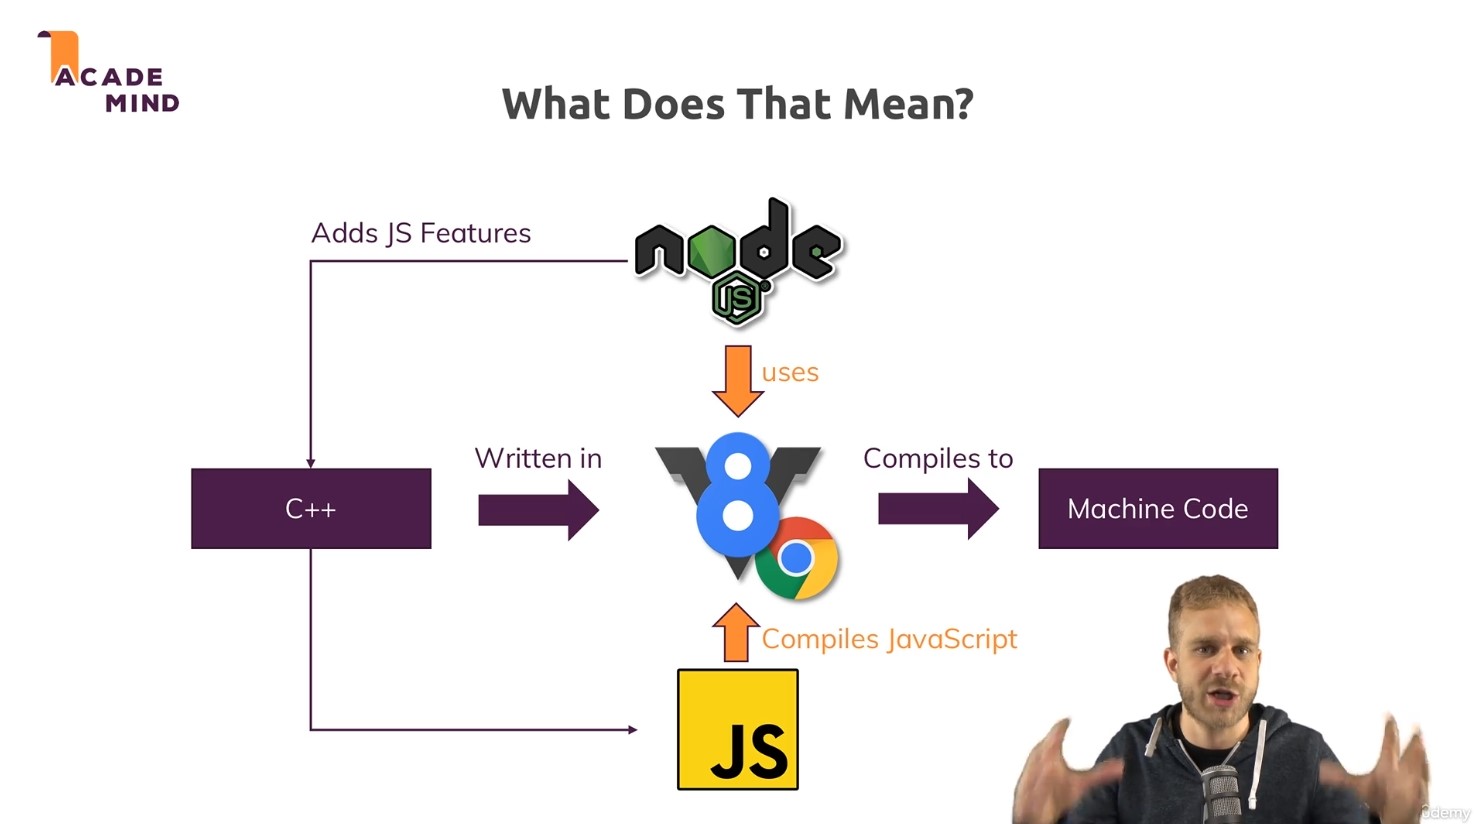 ACADE
MIND
What Does That Mean?
Adds JS Features
node
JS
uses
C++
Written in
V8
Compiles to
Machine Code
Compiles JavaScript
JS
Udemy